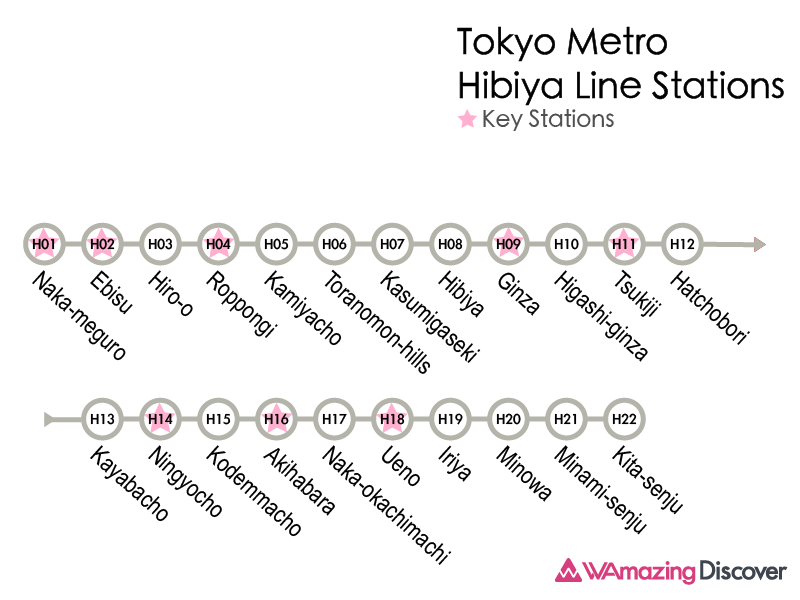 Tokyo Metro
Hibiya Line Stations
Key Stations
H01 H02 H03 H04 H05 H06 H07 H08 H09 H10 H11 H12
Naka-meguro
Ebisu
Hiro-o
Roppongi
Kamiyacho
Toranomon-hills
Kasumigaseki
Hibiya
Ginza
Higashi-ginza
Tsukiji
Hatchobori
H13 H14 H15 H16 H17 H18 H19 H20 H21 H22
Kayabacho
Ningyocho
Kodemmacho
Akihabara
Naka-okachimachi
Ueno
Iriya
Minowa
Minami-senju
Kita-senju
WAmazing Discover